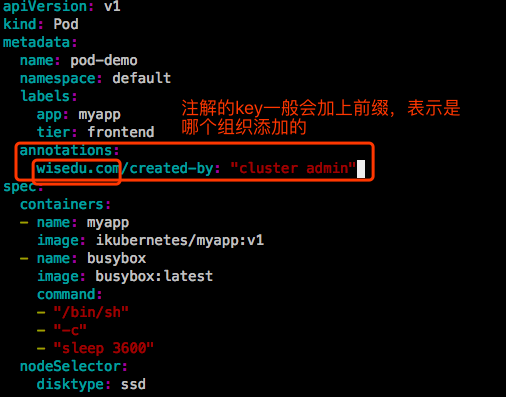 apiVersion: v1
kind: Pod
metadata:
  name: pod-demo
  namespace: default
  labels:
    app: myapp
    tier: frontend
注解的key一般会加上前缀，表示是
哪个组织添加的
  annotations:
    wisedu.com/created-by: "cluster admin"
spec:
  containers:
  - name: myapp
    image: ikubernetes/myapp:v1
  - name: busybox
    image: busybox:latest
    command:
    - "/bin/sh"
    - "-c"
    - "sleep 3600"
  nodeSelector:
    disktype: ssd